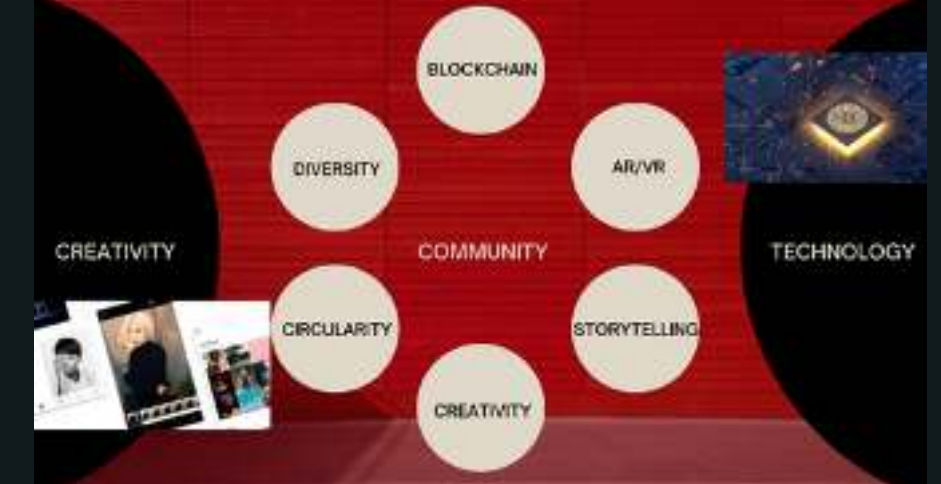 BLOCKCHAIN
DIVERSITY
AR/VR
CREATIVITY
COMMUNITY
TECHNOLOGY
CIRCULARITY
STORYTELLING
CREATIVITY